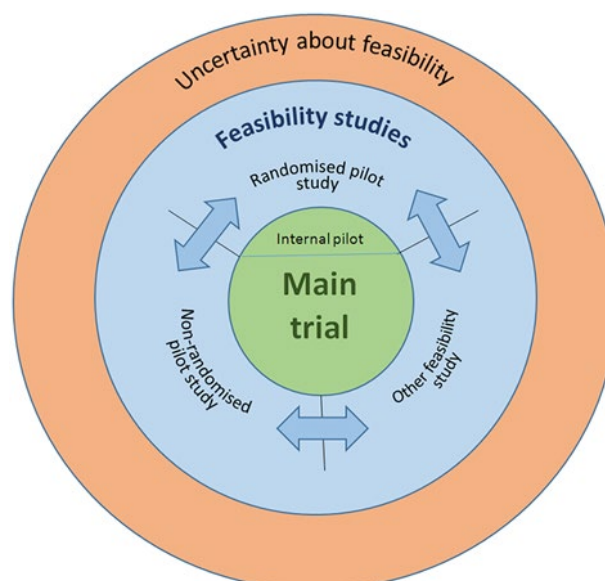 Uncertainty about feasibility
Feasibility studies
Randomised pilot
study
Internal pilot
Main
trial
Non-randomised
pilot study
Other feasibility
study